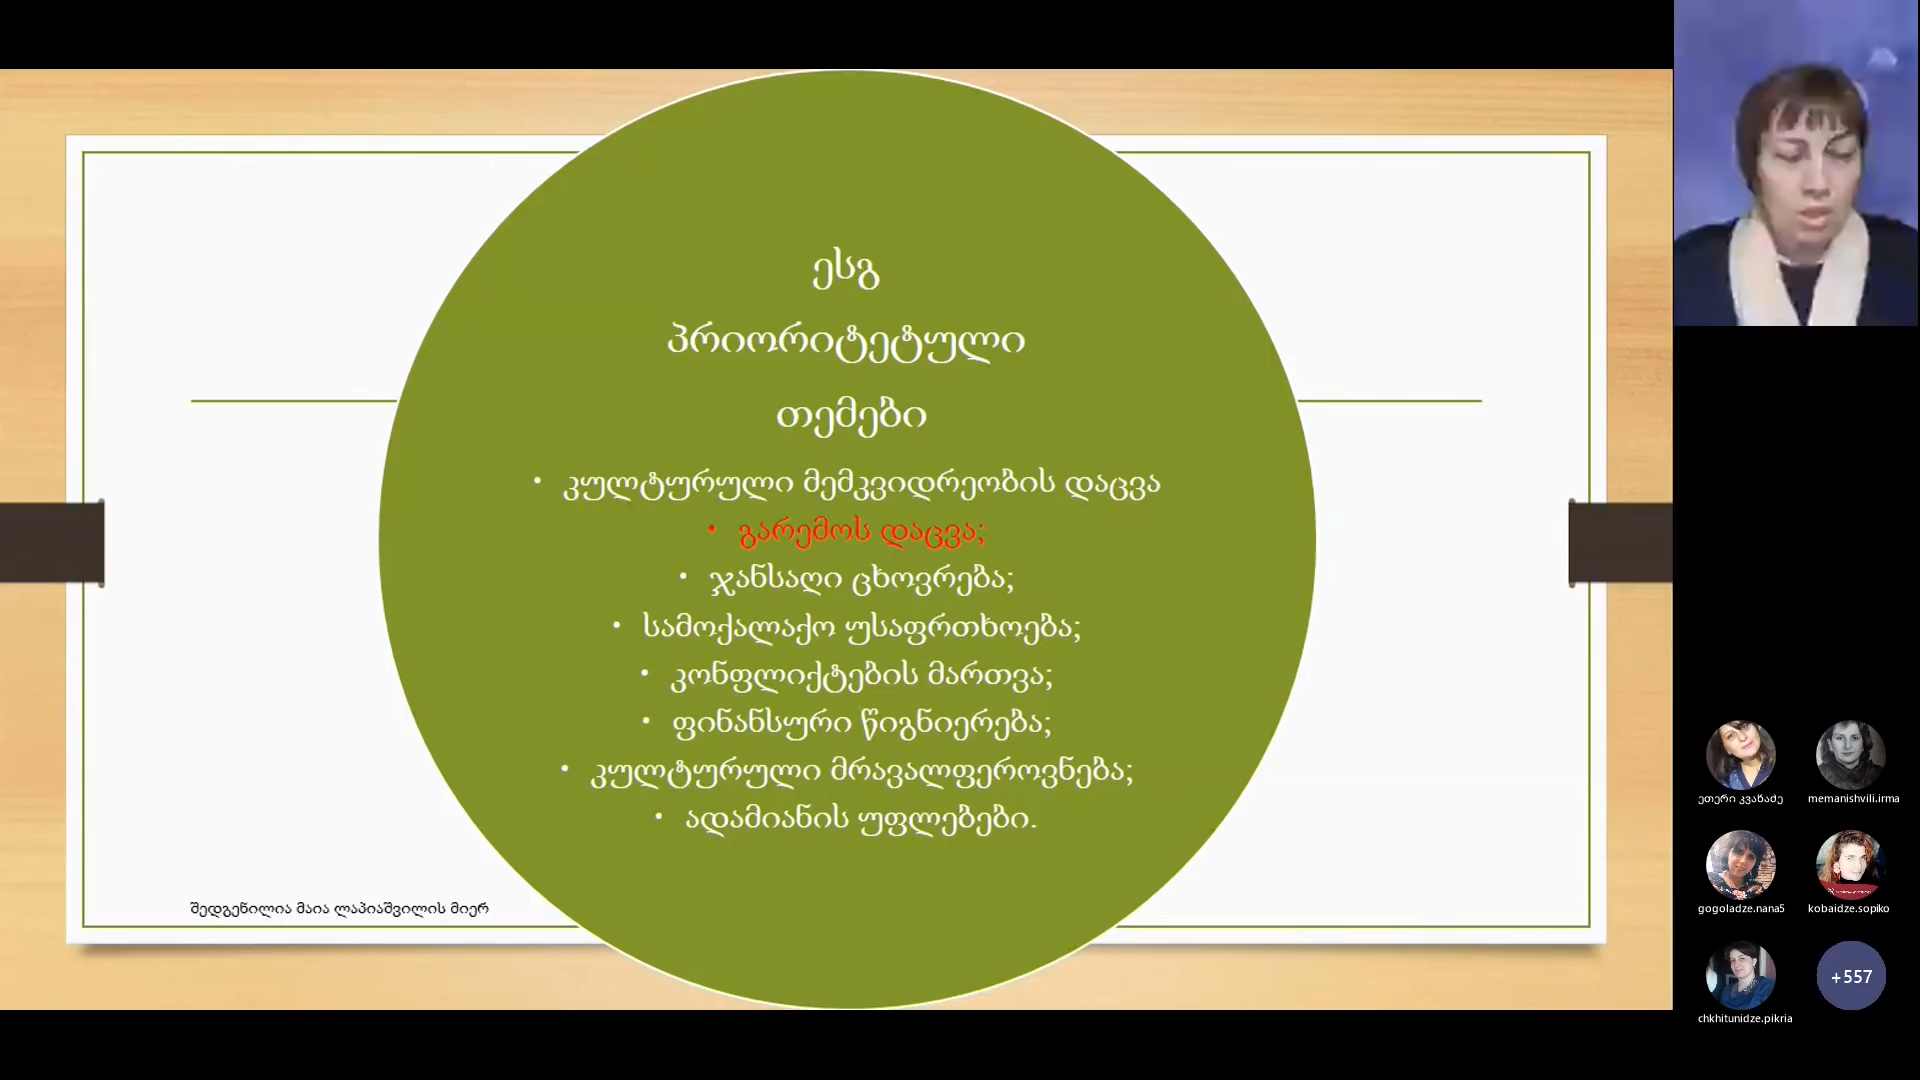 ესგ
პრიორიტეტული
თემები
• კულტურული მემკვიდრეობის დაცვა
• გარემოს დაცვა;
• ჯანსაღი ცხოვრება;
• სამოქალაქო უსაფრთხოება;
• კონფლიქტების მართვა;
• ფინანსური წიგნიერება;
• კულტურული მრავალფეროვნება;
• ადამიანის უფლებები.
შედგენილია მაია ლაპიაშვილის მიერ
ეთერი კვანაძე
memanishvili.irma
gogoladze.nana5
kobaidze.sopiko
chkhitunidze.pikria
+557